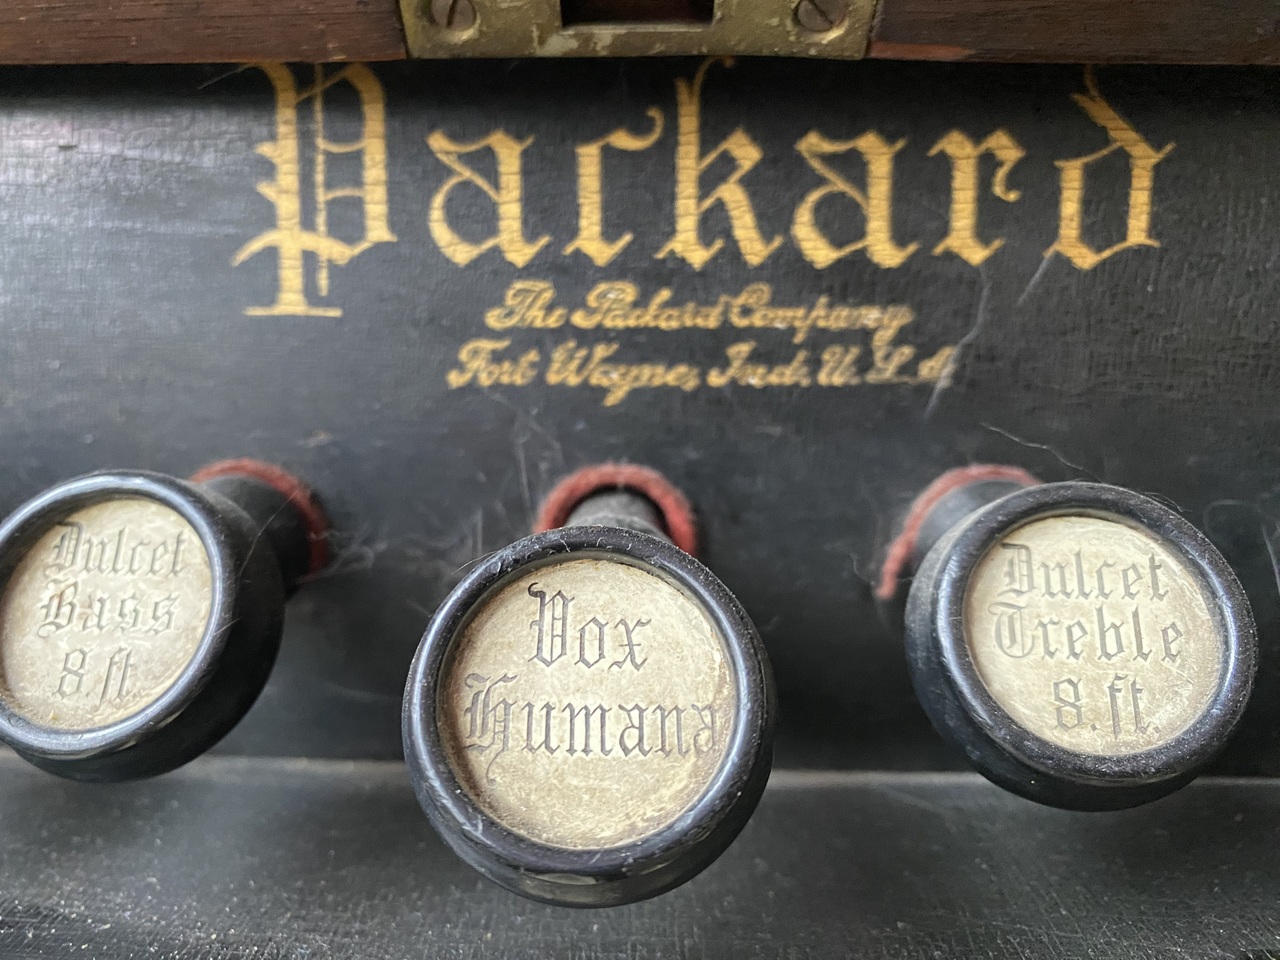 Packard
The Packard Company
Fort Wayne, Ind. U.S.A.
Dulcet
Bass
8.ft
Vox
Humana
Dulcet
Treble
8.ft.